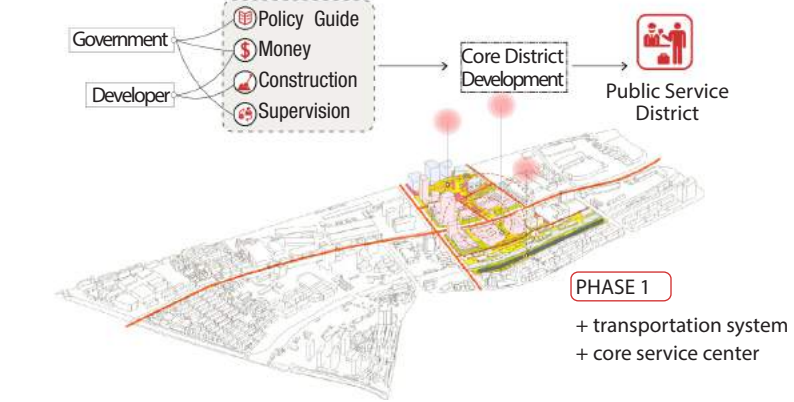 Government
Developer
Policy Guide
$ Money
Construction
Supervision
Core District
Development
Public Service
District
PHASE 1
+ transportation system
+ core service center